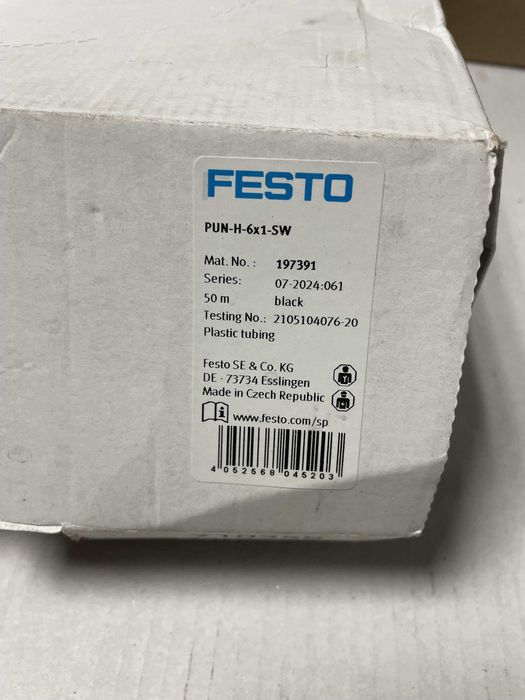 FESTO
PUN-H-6x1-SW
Mat. No. : 197391
Series: 07-2024:061
50 m black
Testing No.: 2105104076-20
Plastic tubing
Festo SE & Co. KG
DE - 73734 Esslingen
Made in Czech Republic
www.festo.com/sp
4 052568 045203